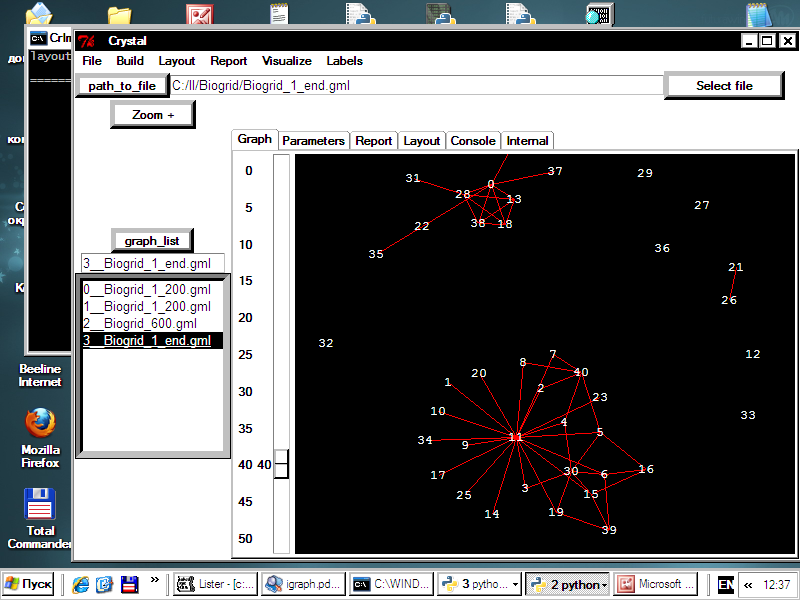 CrIn
Crystal
layout
File Build Layout Report Visualize Labels
path_to_file C:/II/Biogrid/Biogrid_1_end.gml Select file
Zoom +
Graph Parameters Report Layout Console Internal
graph_list
3__Biogrid_1_end.gml
0__Biogrid_1_200.gml
1__Biogrid_1_200.gml
2__Biogrid_600.gml
3__Biogrid_1_end.gml
0
5
10
15
20
25
30
35
40 40
45
50
37
29
31
0
28
13
27
38
18
22
36
35
21
26
32
12
7
8
40
20
1
2
23
10
33
4
5
34
11
9
16
30
6
17
3
15
25
14
19
39
Beeline
Internet
Mozilla
Firefox
Total
Commander
Пуск
»
Lister - [c:...
igraph.pd...
C:\WIND...
3 pytho...
2 python
Microsoft ...
EN
«
12:37